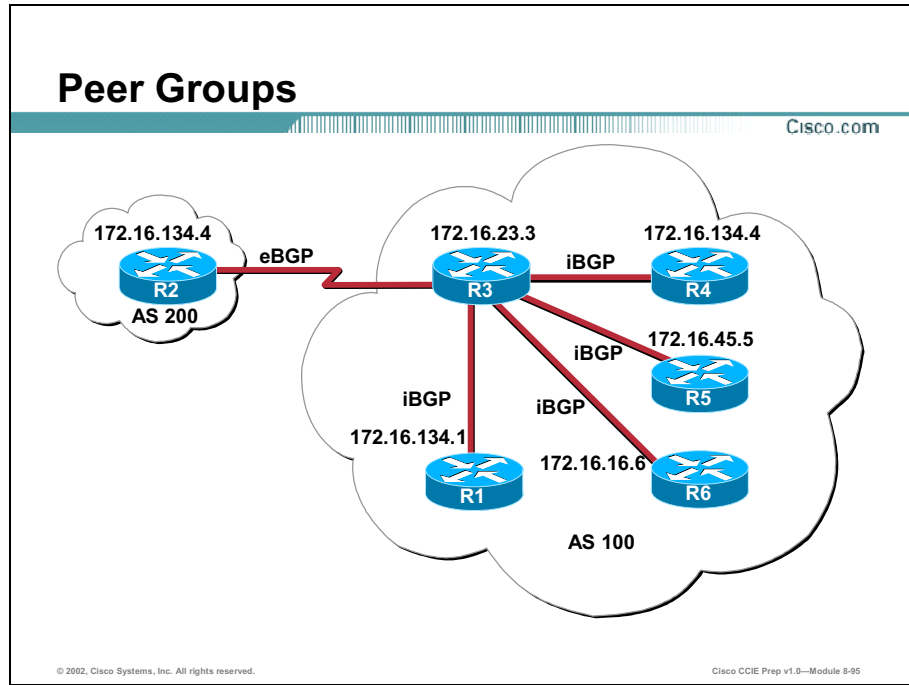 Peer Groups
Cisco.com
172.16.134.4
172.16.23.3
172.16.134.4
eBGP
iBGP
R2
R3
R4
AS 200
172.16.45.5
iBGP
R5
iBGP
iBGP
172.16.134.1
172.16.16.6
R1
R6
AS 100
© 2002, Cisco Systems, Inc. All rights reserved.
Cisco CCIE Prep v1.0—Module 8-95